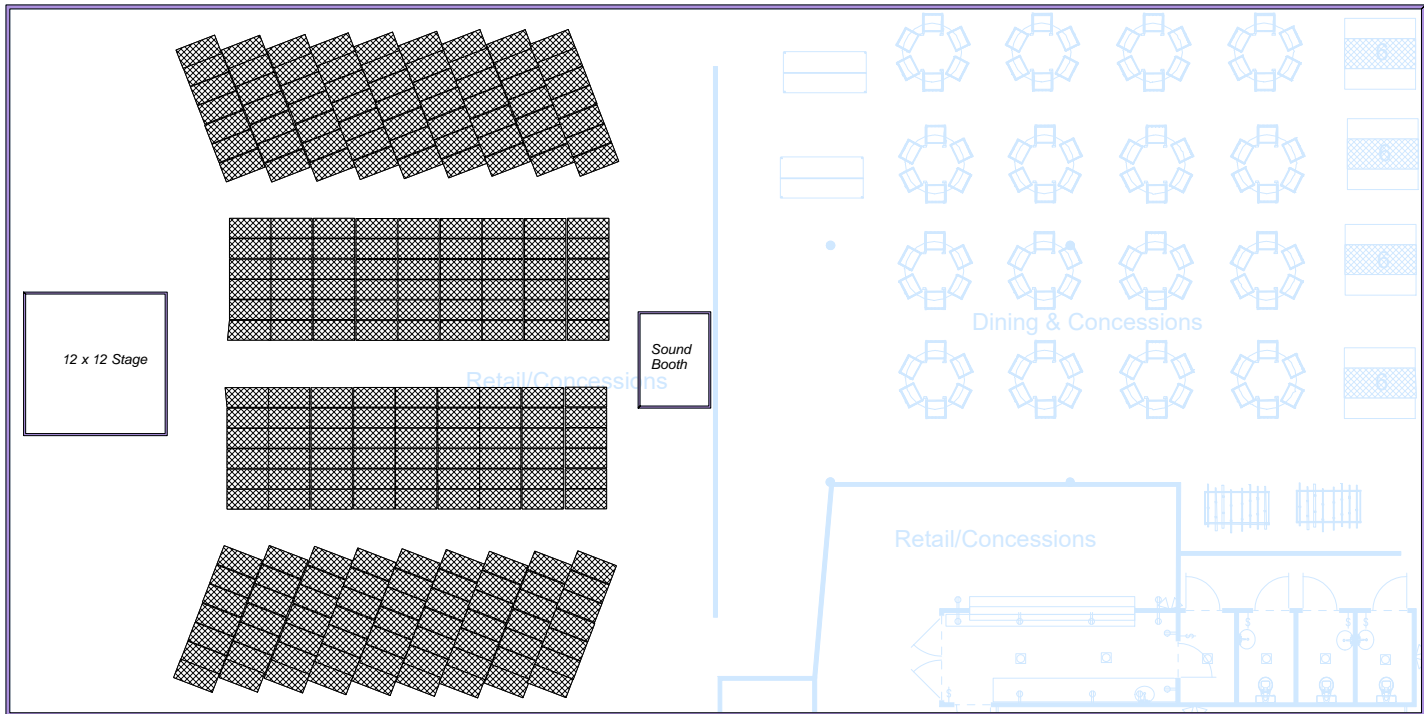 6
6
6
Dining & Concessions
12 x 12 Stage
Sound
Booth
Retail/Concessions
6
Retail/Concessions
$
$
$
$